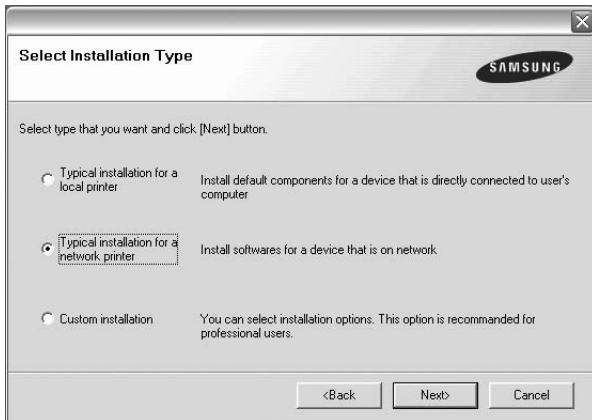 Select Installation Type
SAMSUNG
Select type that you want and click [Next] button.
Typical installation for a
local printer
Install default components for a device that is directly connected to user's
computer
Typical installation for a
network printer
Install softwares for a device that is on network
Custom installation
You can select installation options. This option is recommanded for
professional users.
<Back
Next>
Cancel